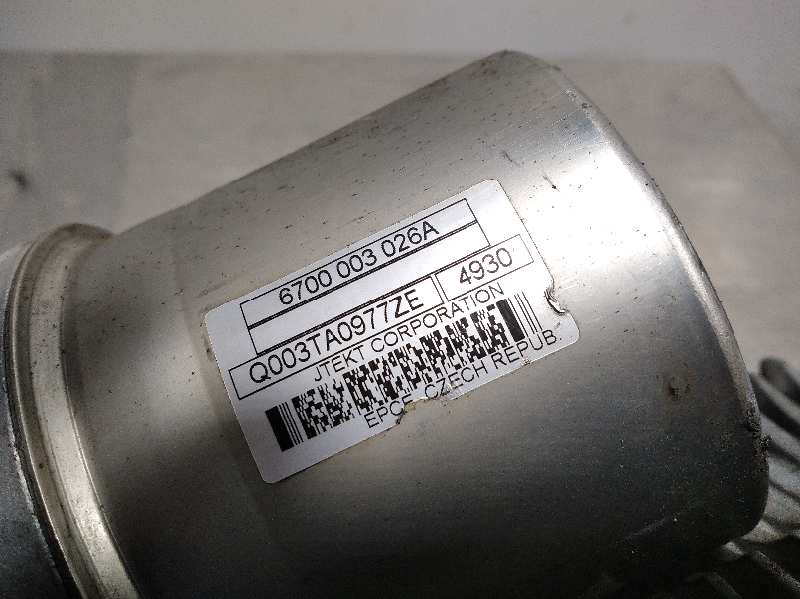 6700 003 026A
Q003TA0977ZE 4930
JTEKT CORPORATION
EPCE CZECH REPUB.